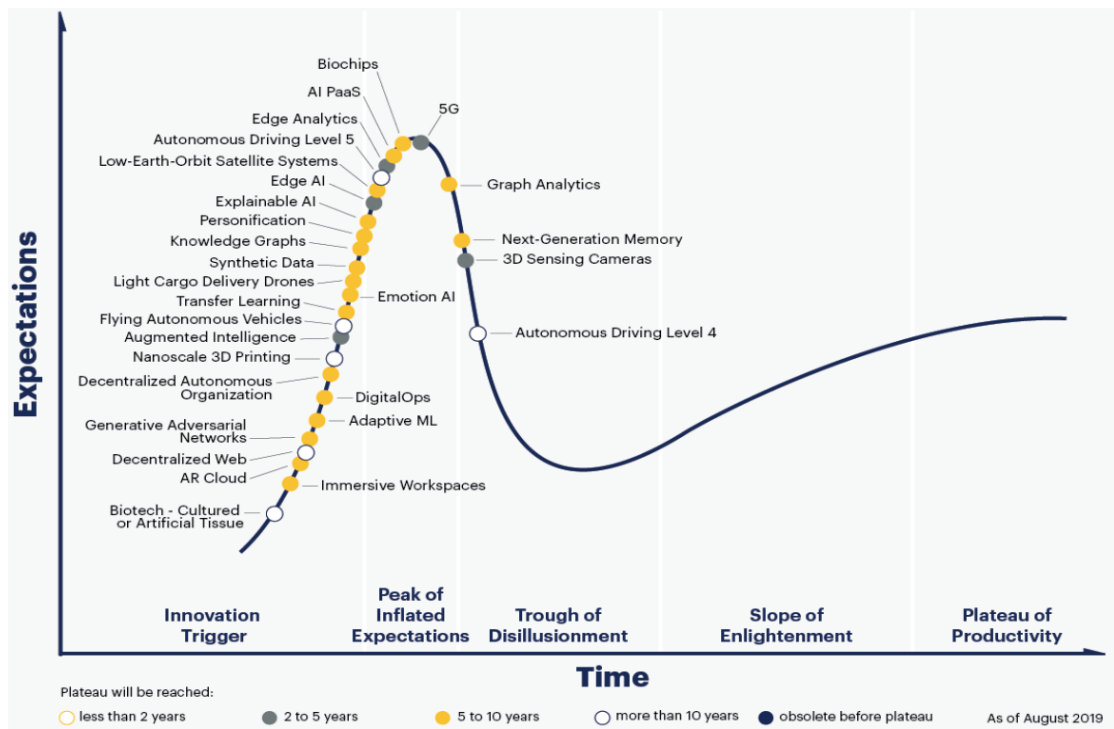 Biochips
AI PaaS
5G
Edge Analytics
Autonomous Driving Level 5
Low-Earth-Orbit Satellite Systems
Edge AI
Graph Analytics
Explainable AI
Personification
Knowledge Graphs
Next-Generation Memory
Synthetic Data
3D Sensing Cameras
Light Cargo Delivery Drones
Emotion AI
Transfer Learning
Flying Autonomous Vehicles
Autonomous Driving Level 4
Augmented Intelligence
Nanoscale 3D Printing
Decentralized Autonomous
Organization
DigitalOps
Adaptive ML
Generative Adversarial
Networks
Decentralized Web
AR Cloud
Immersive Workspaces
Biotech - Cultured
or Artificial Tissue
Expectations
Innovation
Trigger
Peak of
Inflated
Expectations
Trough of
Disillusionment
Slope of
Enlightenment
Plateau of
Productivity
Time
Plateau will be reached:
less than 2 years
2 to 5 years
5 to 10 years
more than 10 years
obsolete before plateau
As of August 2019